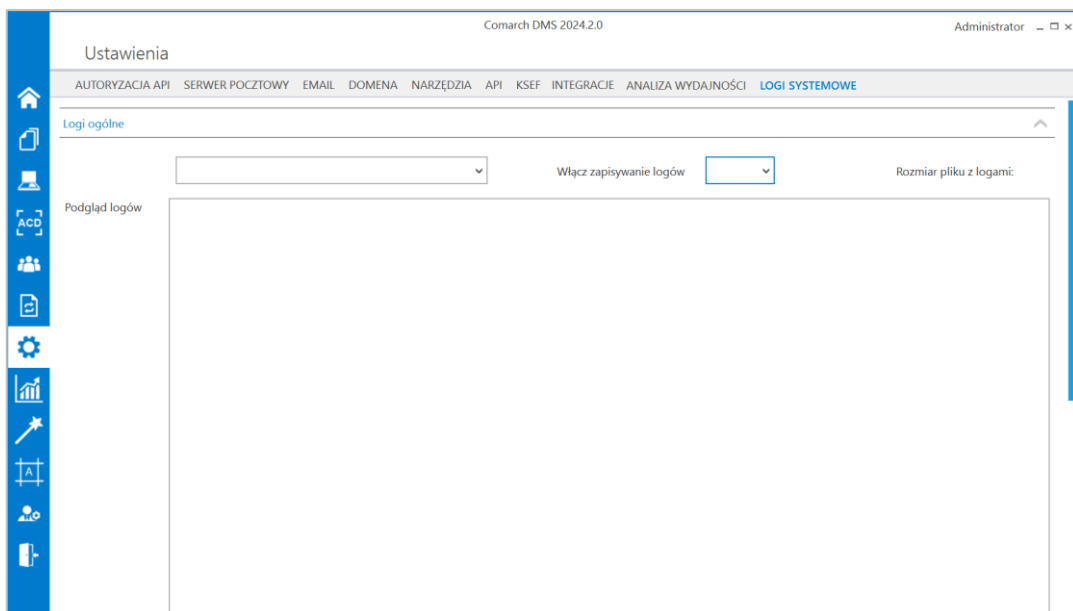 Comarch DMS 2024.2.0
Administrator
Ustawienia
AUTORYZACJA API SERWER POCZTOWY EMAIL DOMENA NARZĘDZIA API KSEF INTEGRACJE ANALIZA WYDAJNOŚCI LOGI SYSTEMOWE
Logi ogólne
Włącz zapisywanie logów
Rozmiar pliku z logami:
Podgląd logów
ACD
A